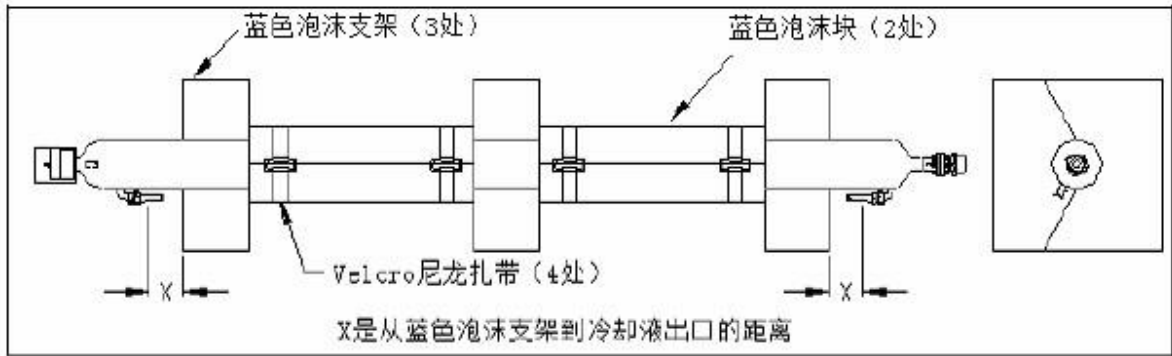 蓝色泡沫支架（3处）
蓝色泡沫块（2处）
Velcro尼龙扎带（4处）
X
X
X是从蓝色泡沫支架到冷却液出口的距离